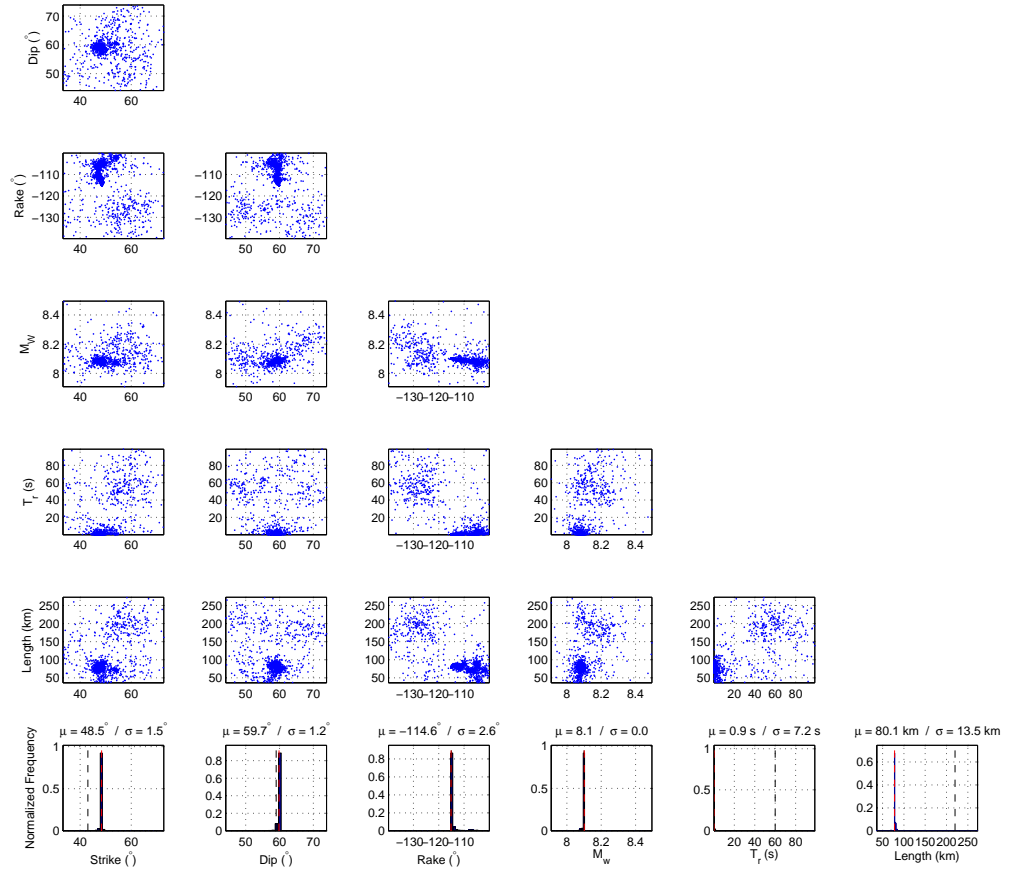 70
60
50
Dip (°)
40 60
−110
−120
−130
Rake (°)
40 60
−110
−120
−130
50 60 70
8.4
8.2
8
M_w
40 60
8.4
8.2
8
50 60 70
8.4
8.2
8
−130 −120 −110
80
60
40
20
T_r (s)
40 60
80
60
40
20
50 60 70
80
60
40
20
−130 −120 −110
80
60
40
20
8 8.2 8.4
250
200
150
100
50
Length (km)
40 60
250
200
150
100
50
50 60 70
250
200
150
100
50
−130 −120 −110
250
200
150
100
50
8 8.2 8.4
250
200
150
100
50
20 40 60 80
μ = 48.5° / σ = 1.5°
1
0.5
0
Normalized Frequency
40 60
Strike (°)
μ = 59.7° / σ = 1.2°
0.8
0.6
0.4
0.2
0
50 60 70
Dip (°)
μ = −114.6° / σ = 2.6°
0.8
0.6
0.4
0.2
0
−130 −120 −110
Rake (°)
μ = 8.1 / σ = 0.0
1
0.5
0
8 8.2 8.4
M_w
μ = 0.9 s / σ = 7.2 s
1
0.5
0
20 40 60 80
T_r (s)
μ = 80.1 km / σ = 13.5 km
0.6
0.4
0.2
0
50 100 150 200 250
Length (km)